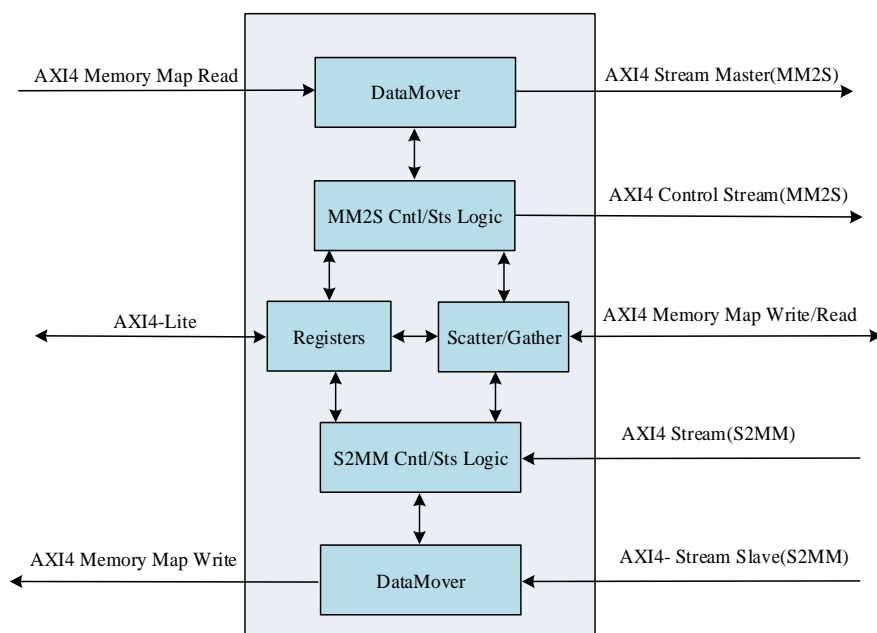 AXI4 Memory Map Read
DataMover
AXI4 Stream Master(MM2S)
MM2S Cntl/Sts Logic
AXI4 Control Stream(MM2S)
AXI4-Lite
Registers
Scatter/Gather
AXI4 Memory Map Write/Read
S2MM Cntl/Sts Logic
AXI4 Stream(S2MM)
AXI4 Memory Map Write
DataMover
AXI4- Stream Slave(S2MM)